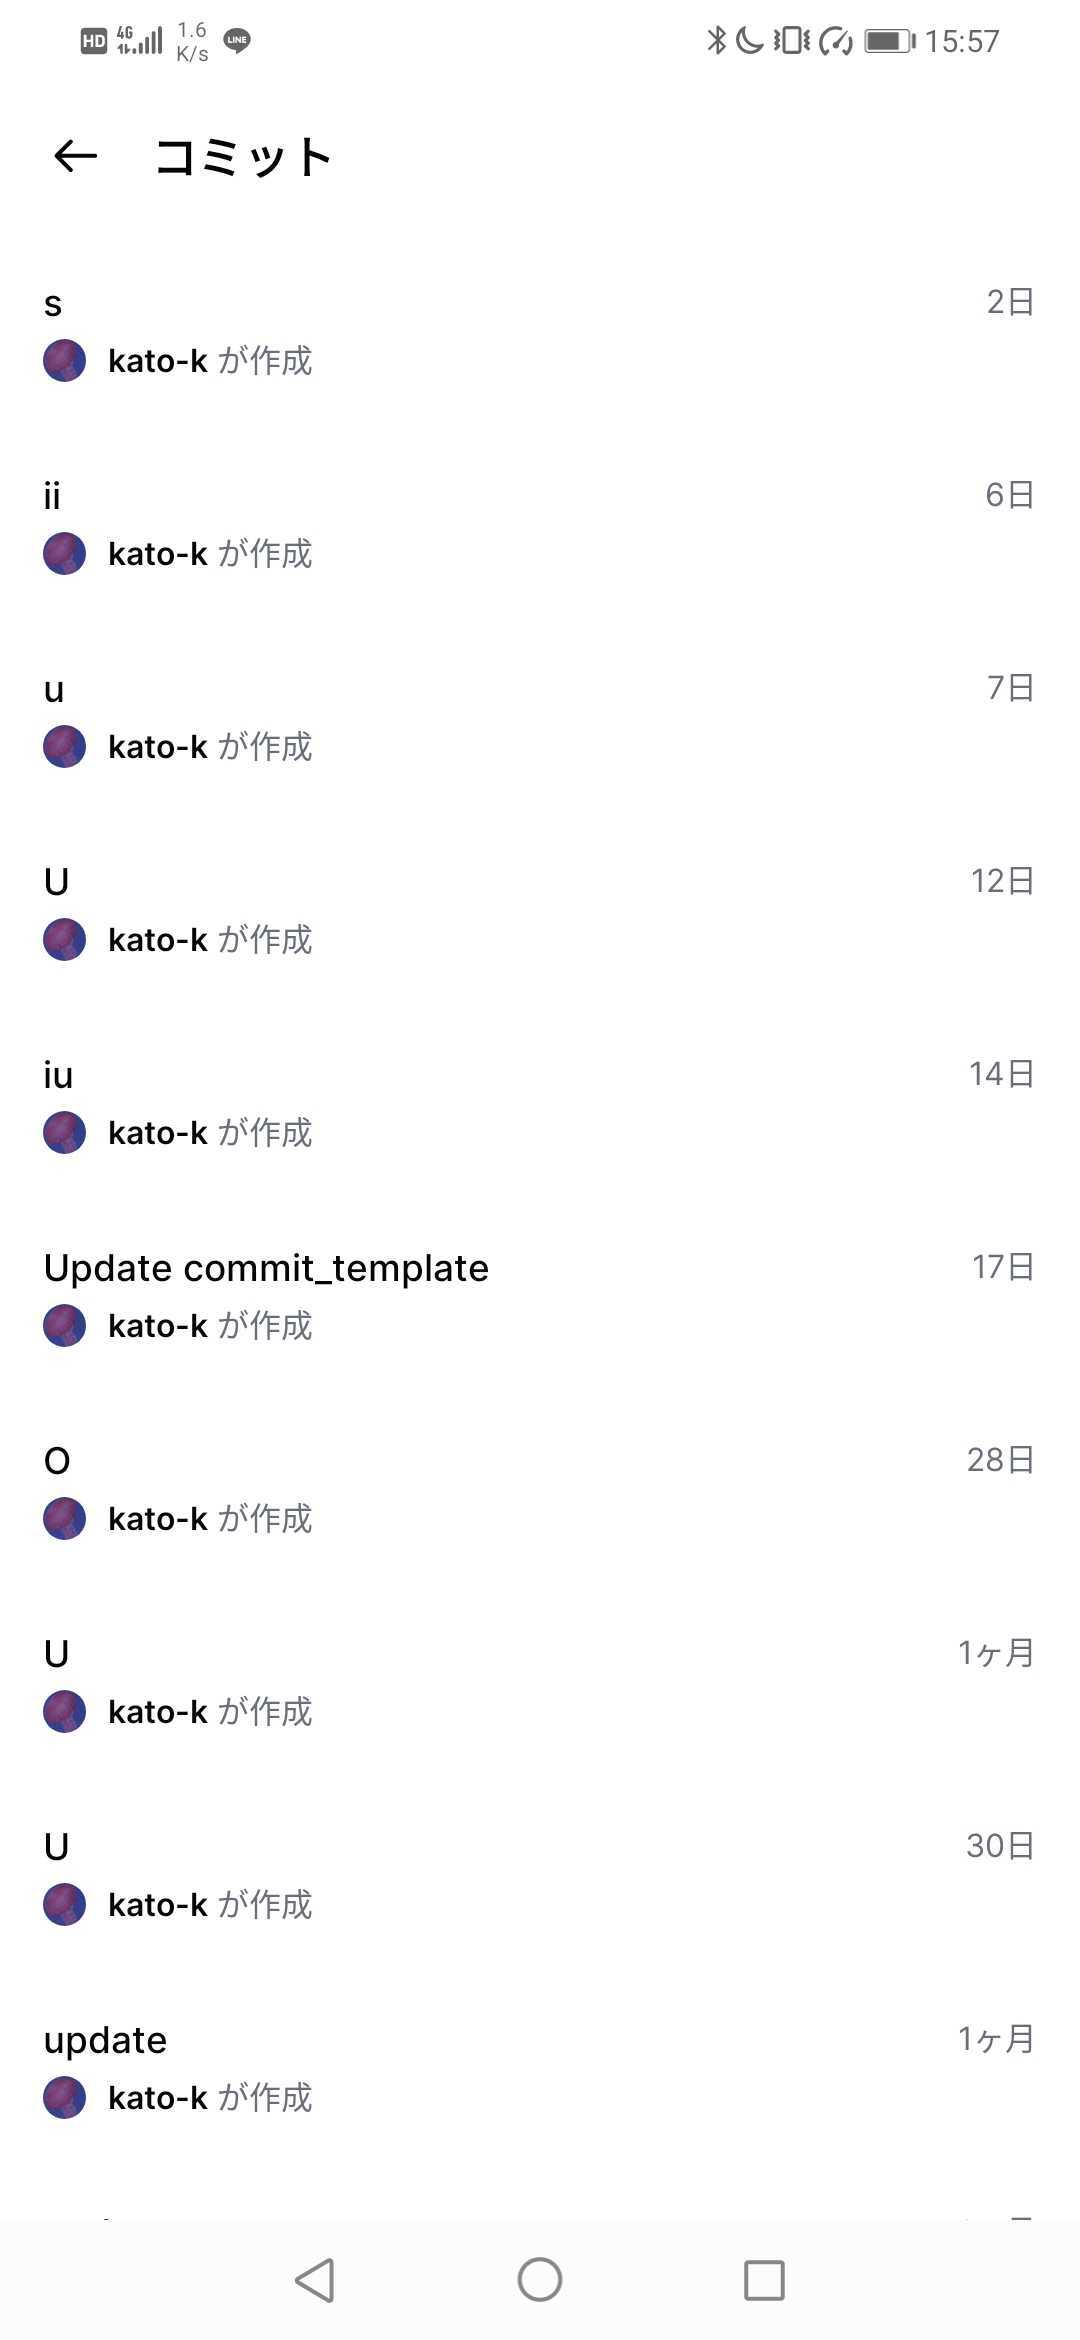 HD 4G 1.6 K/s LINE 15:57
コミット
s 2日
kato-k が作成
ii 6日
kato-k が作成
u 7日
kato-k が作成
U 12日
kato-k が作成
iu 14日
kato-k が作成
Update commit_template 17日
kato-k が作成
O 28日
kato-k が作成
U 1ヶ月
kato-k が作成
U 30日
kato-k が作成
update 1ヶ月
kato-k が作成